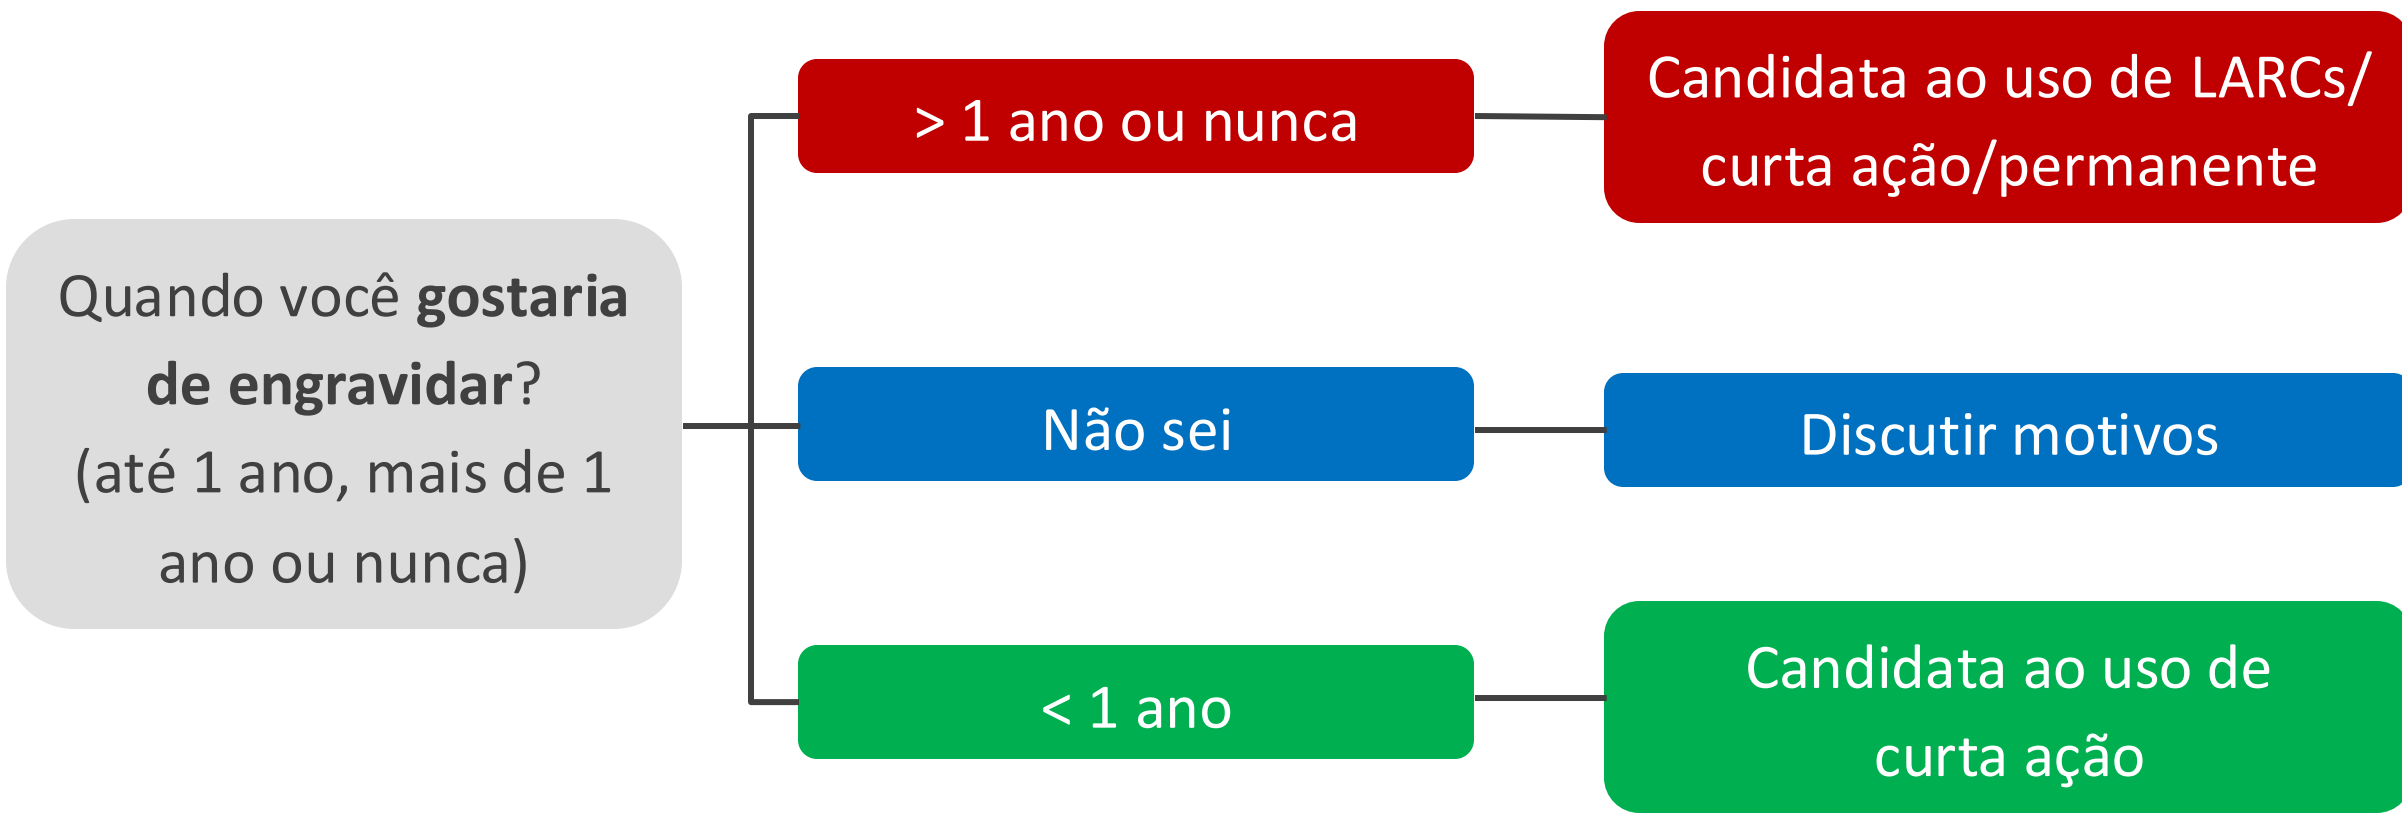 Quando você gostaria
de engravidar?
(até 1 ano, mais de 1
ano ou nunca)
> 1 ano ou nunca
Candidata ao uso de LARCs/
curta ação/permanente
Não sei
Discutir motivos
< 1 ano
Candidata ao uso de
curta ação